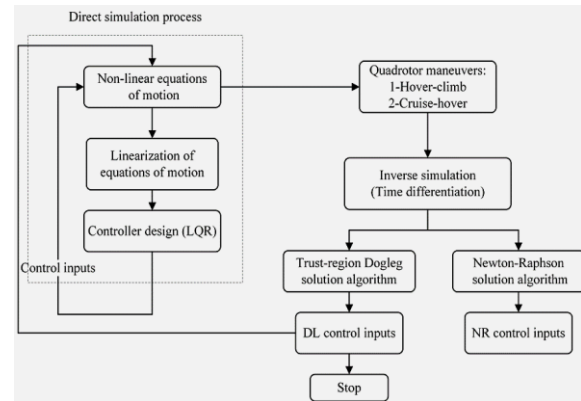 Direct simulation process
Non-linear equations
of motion
Linearization of
equations of motion
Controller design (LQR)
Control inputs
Quadrotor maneuvers:
1-Hover-climb
2-Cruise-hover
Inverse simulation
(Time differentiation)
Trust-region Dogleg
solution algorithm
Newton-Raphson
solution algorithm
DL control inputs
NR control inputs
Stop